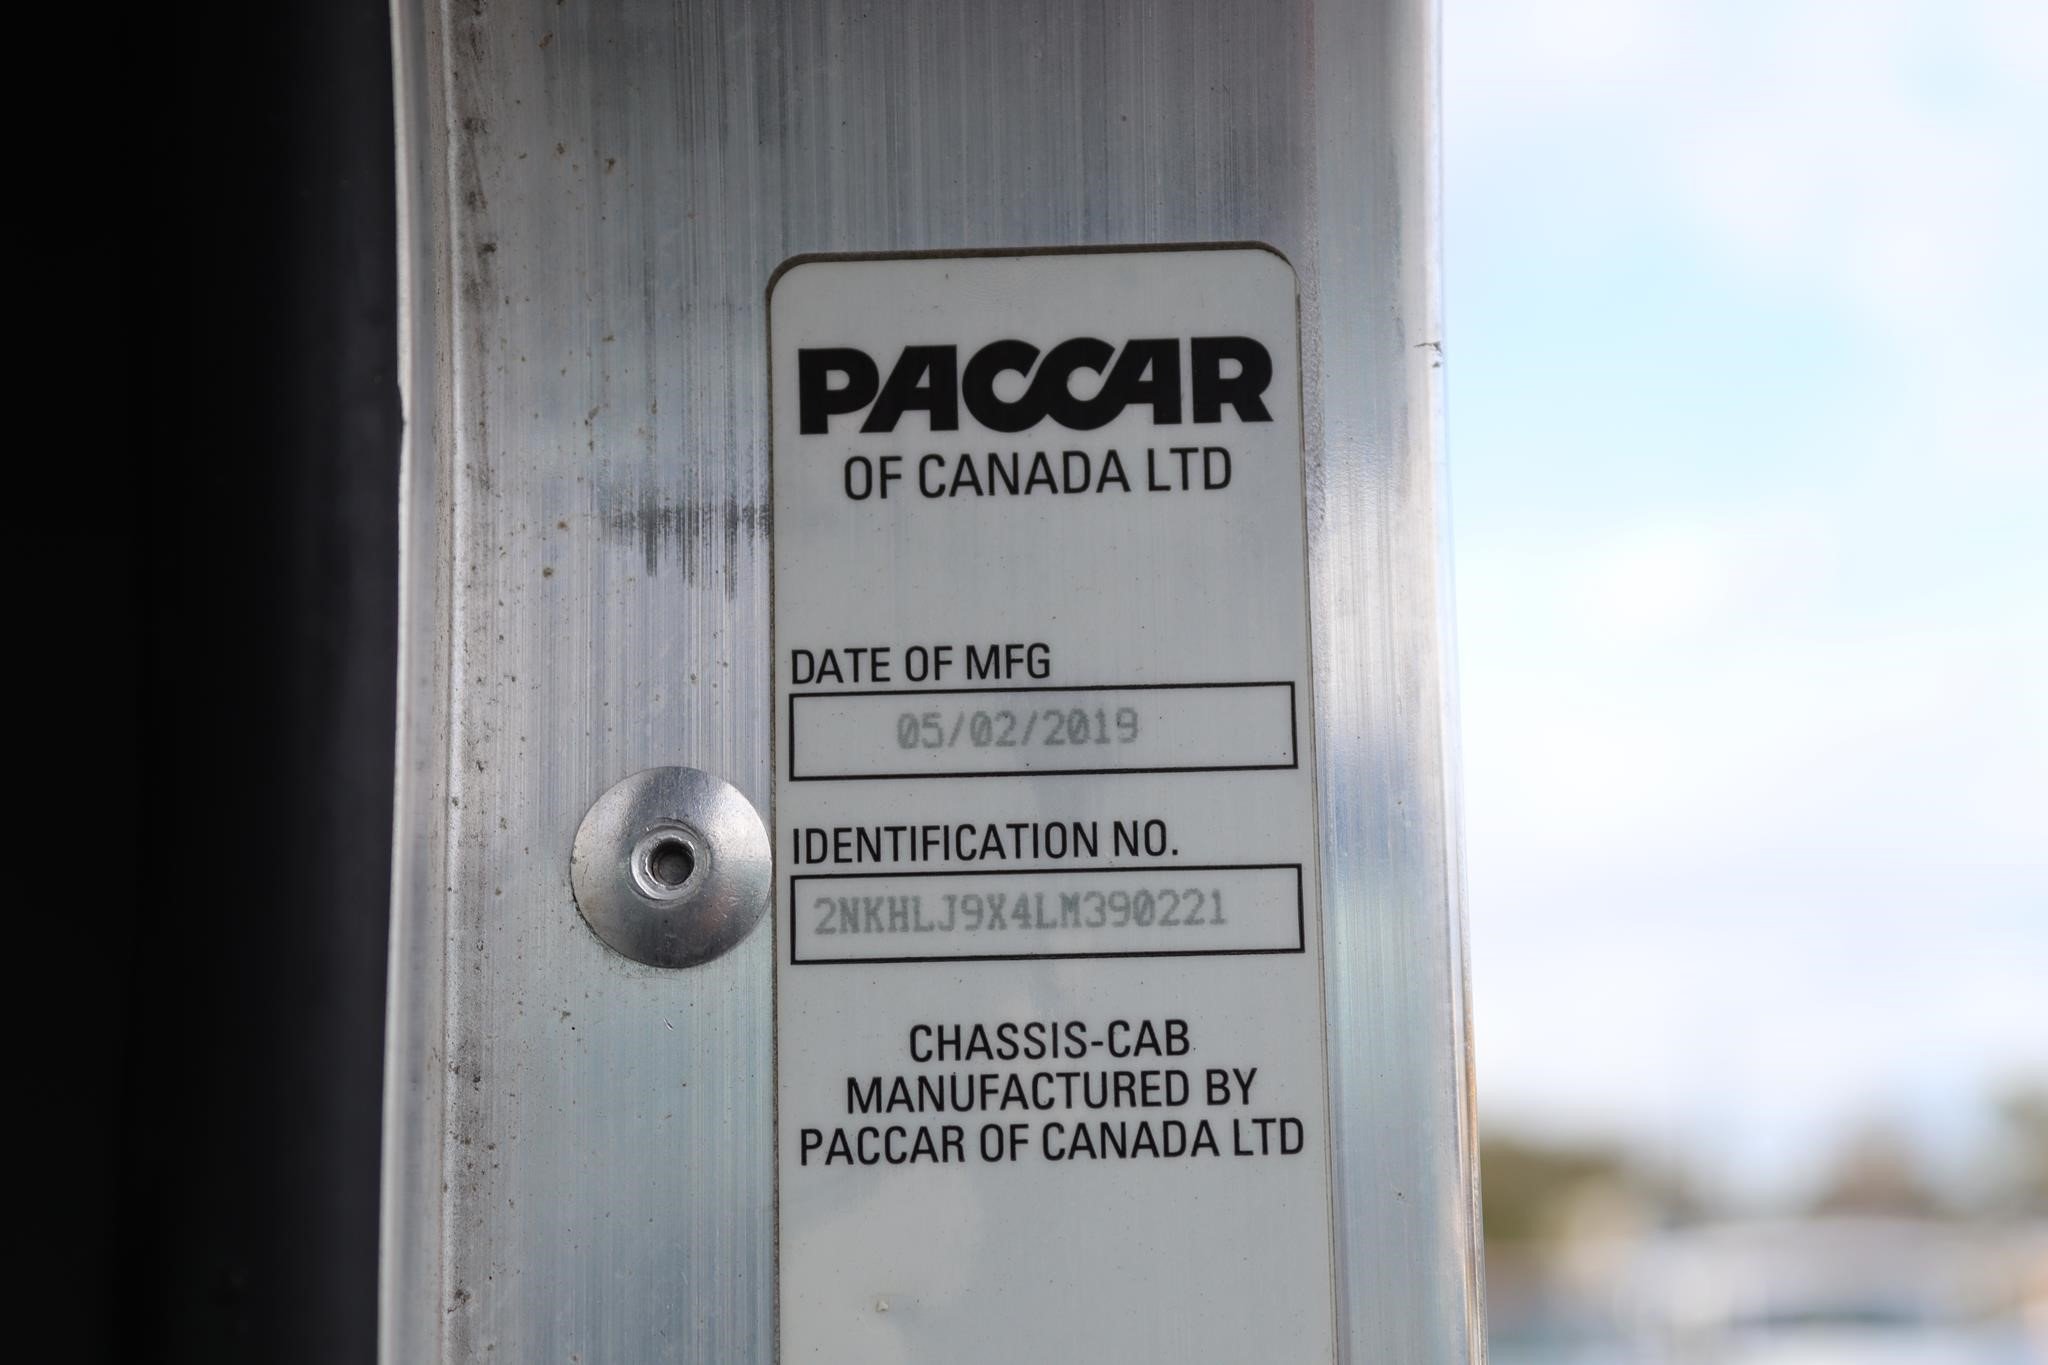 PACCAR
OF CANADA LTD
DATE OF MFG
05/02/2019
IDENTIFICATION NO.
2NKHLJ9X4LM390221
CHASSIS-CAB
MANUFACTURED BY
PACCAR OF CANADA LTD